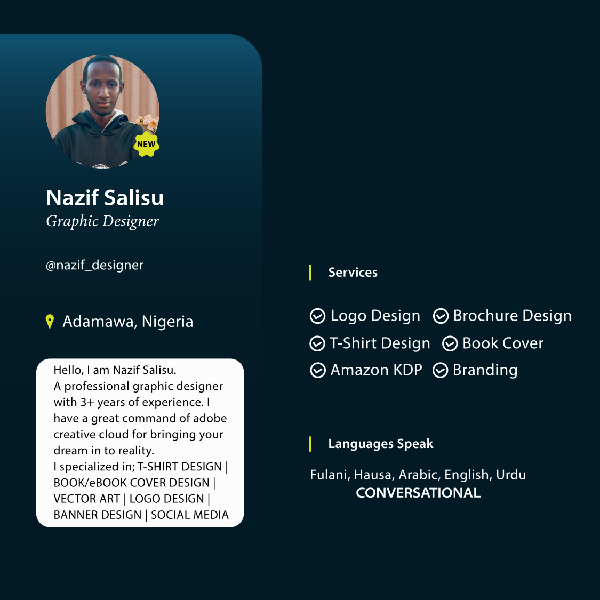 NEW
Nazif Salisu
Graphic Designer
@nazif_designer
Adamawa, Nigeria
Hello, I am Nazif Salisu.
A professional graphic designer
with 3+ years of experience. I
have a great command of adobe
creative cloud for bringing your
dream in to reality.
I specialized in; T-SHIRT DESIGN |
BOOK/eBOOK COVER DESIGN |
VECTOR ART | LOGO DESIGN |
BANNER DESIGN | SOCIAL MEDIA
Services
Logo Design Brochure Design
T-Shirt Design Book Cover
Amazon KDP Branding
Languages Speak
Fulani, Hausa, Arabic, English, Urdu
CONVERSATIONAL